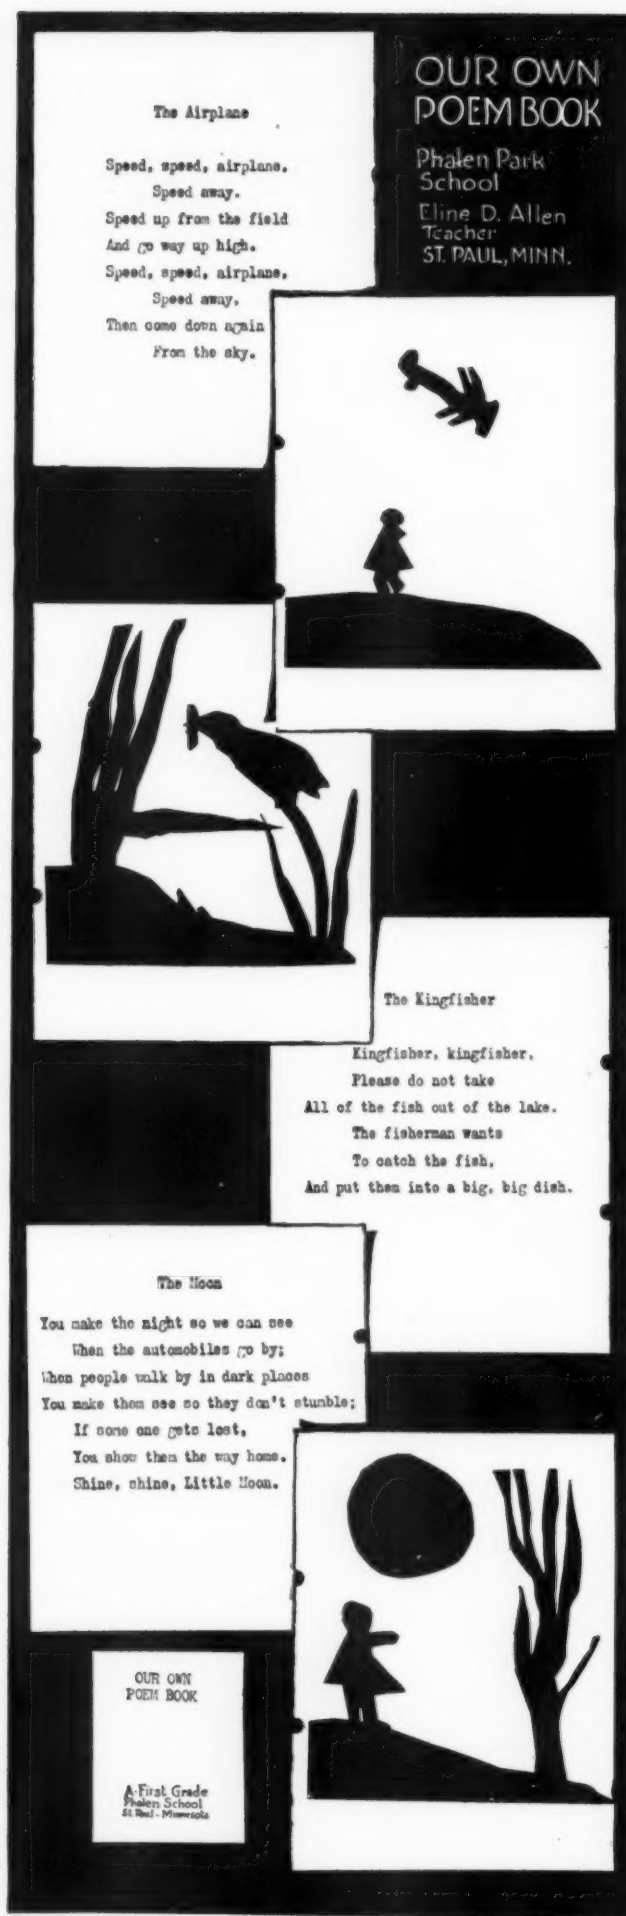 OUR OWN
POEM BOOK
Phalen Park
School
Eline D. Allen
Teacher
ST. PAUL, MINN.
The Airplane
Speed, speed, airplane,
Speed away.
Speed up from the field
And go way up high.
Speed, speed, airplane,
Speed away.
Then come down again
From the sky.
The Kingfisher
Kingfisher, kingfisher,
Please do not take
All of the fish out of the lake.
The fisherman wants
To catch the fish,
And put them into a big, big dish.
The Moon
You make the night so we can see
When the automobiles go by;
When people walk by in dark places
You make them see so they don't stumble;
If some one gets lost,
You show them the way home.
Shine, shine, Little Moon.
OUR OWN
POEM BOOK
A-First Grade
Phalen School
St. Paul - Minnesota